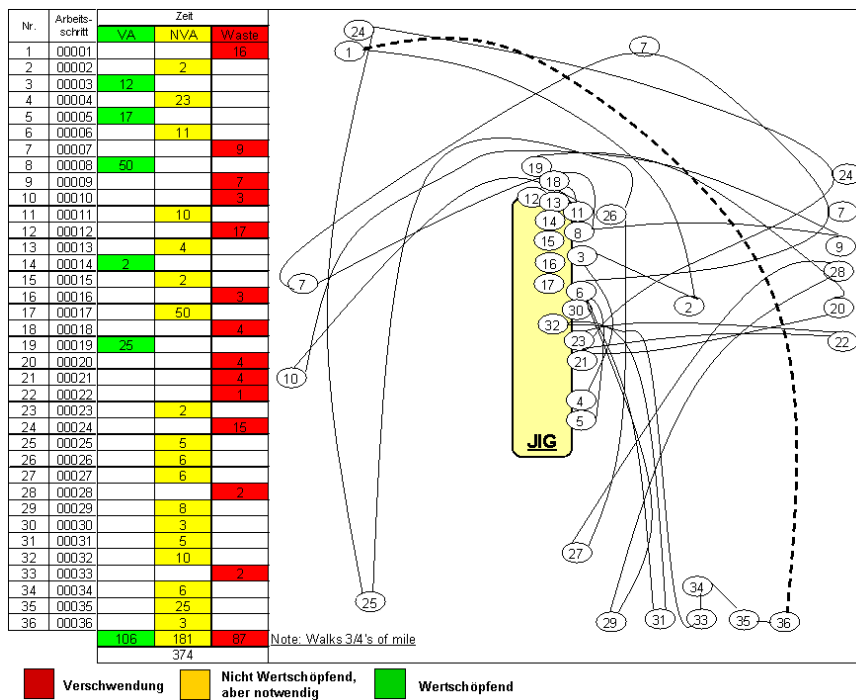 Nr. Arbeits-schritt Zeit
VA NVA Waste
1 00001 16
2 00002 2
3 00003 12
4 00004 23
5 00005 17
6 00006 11
7 00007 9
8 00008 50
9 00009 7
10 00010 3
11 00011 10
12 00012 17
13 00013 4
14 00014 2
15 00015 2
16 00016 3
17 00017 50
18 00018 4
19 00019 25
20 00020 4
21 00021 4
22 00022 1
23 00023 2
24 00024 15
25 00025 5
26 00026 6
27 00027 6
28 00028 2
29 00029 8
30 00030 3
31 00031 5
32 00032 10
33 00033 2
34 00034 6
35 00035 25
36 00036 3
106 181 87
374
24
1
7
19
18
24
12
13
11
26
7
14
8
15
9
3
16
28
17
7
6
2
30
20
32
23
22
21
10
4
5
JIG
27
25
34
29
31
33
35
36
Note: Walks 3/4's of mile
Verschwendung
Nicht Wertschöpfend,
aber notwendig
Wertschöpfend